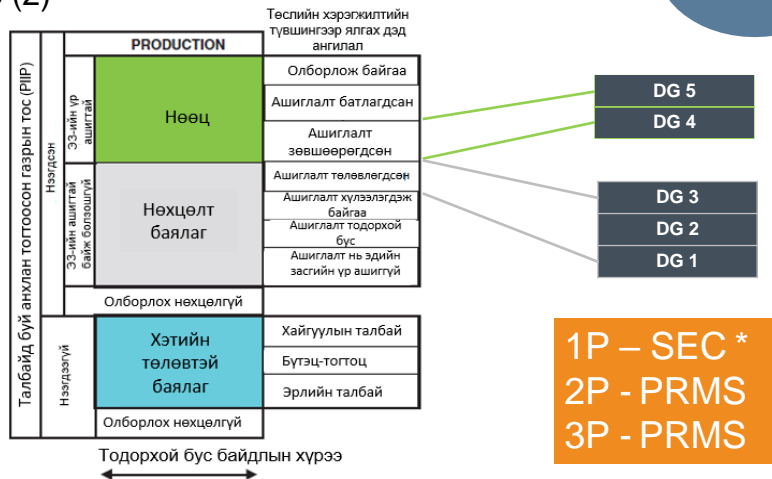 (2)
Төслийн хэрэгжилтийн
түвшингээр ялгах дэд
ангилал
PRODUCTION
Талбайд буй анхлан тогтоосон газрын тос (PIIP)
Нээгдсэн
ЭЗ-ийн үр
ашигтай
Нөөц
Олборлож байгаа
Ашиглалт батлагдсан
Ашиглалт
зөвшөөрөгдсөн
ЭЗ-ийн ашигтай
байж болзошгүй
Нөхцөлт
баялаг
Ашиглалт төлөвлөгдсөн
Ашиглалт хүлээлэгдэж
байгаа
Ашиглалт тодорхой
бус
Ашиглалт нь эдийн
засгийн үр ашиггүй
Олборлох нөхцөлгүй
Нээгдээгүй
Хэтийн
төлөвтэй
баялаг
Хайгуулын талбай
Бүтэц-тогтоц
Эрлийн талбай
Олборлох нөхцөлгүй
Тодорхой бус байдлын хүрээ
DG 5
DG 4
DG 3
DG 2
DG 1
1P – SEC *
2P - PRMS
3P - PRMS